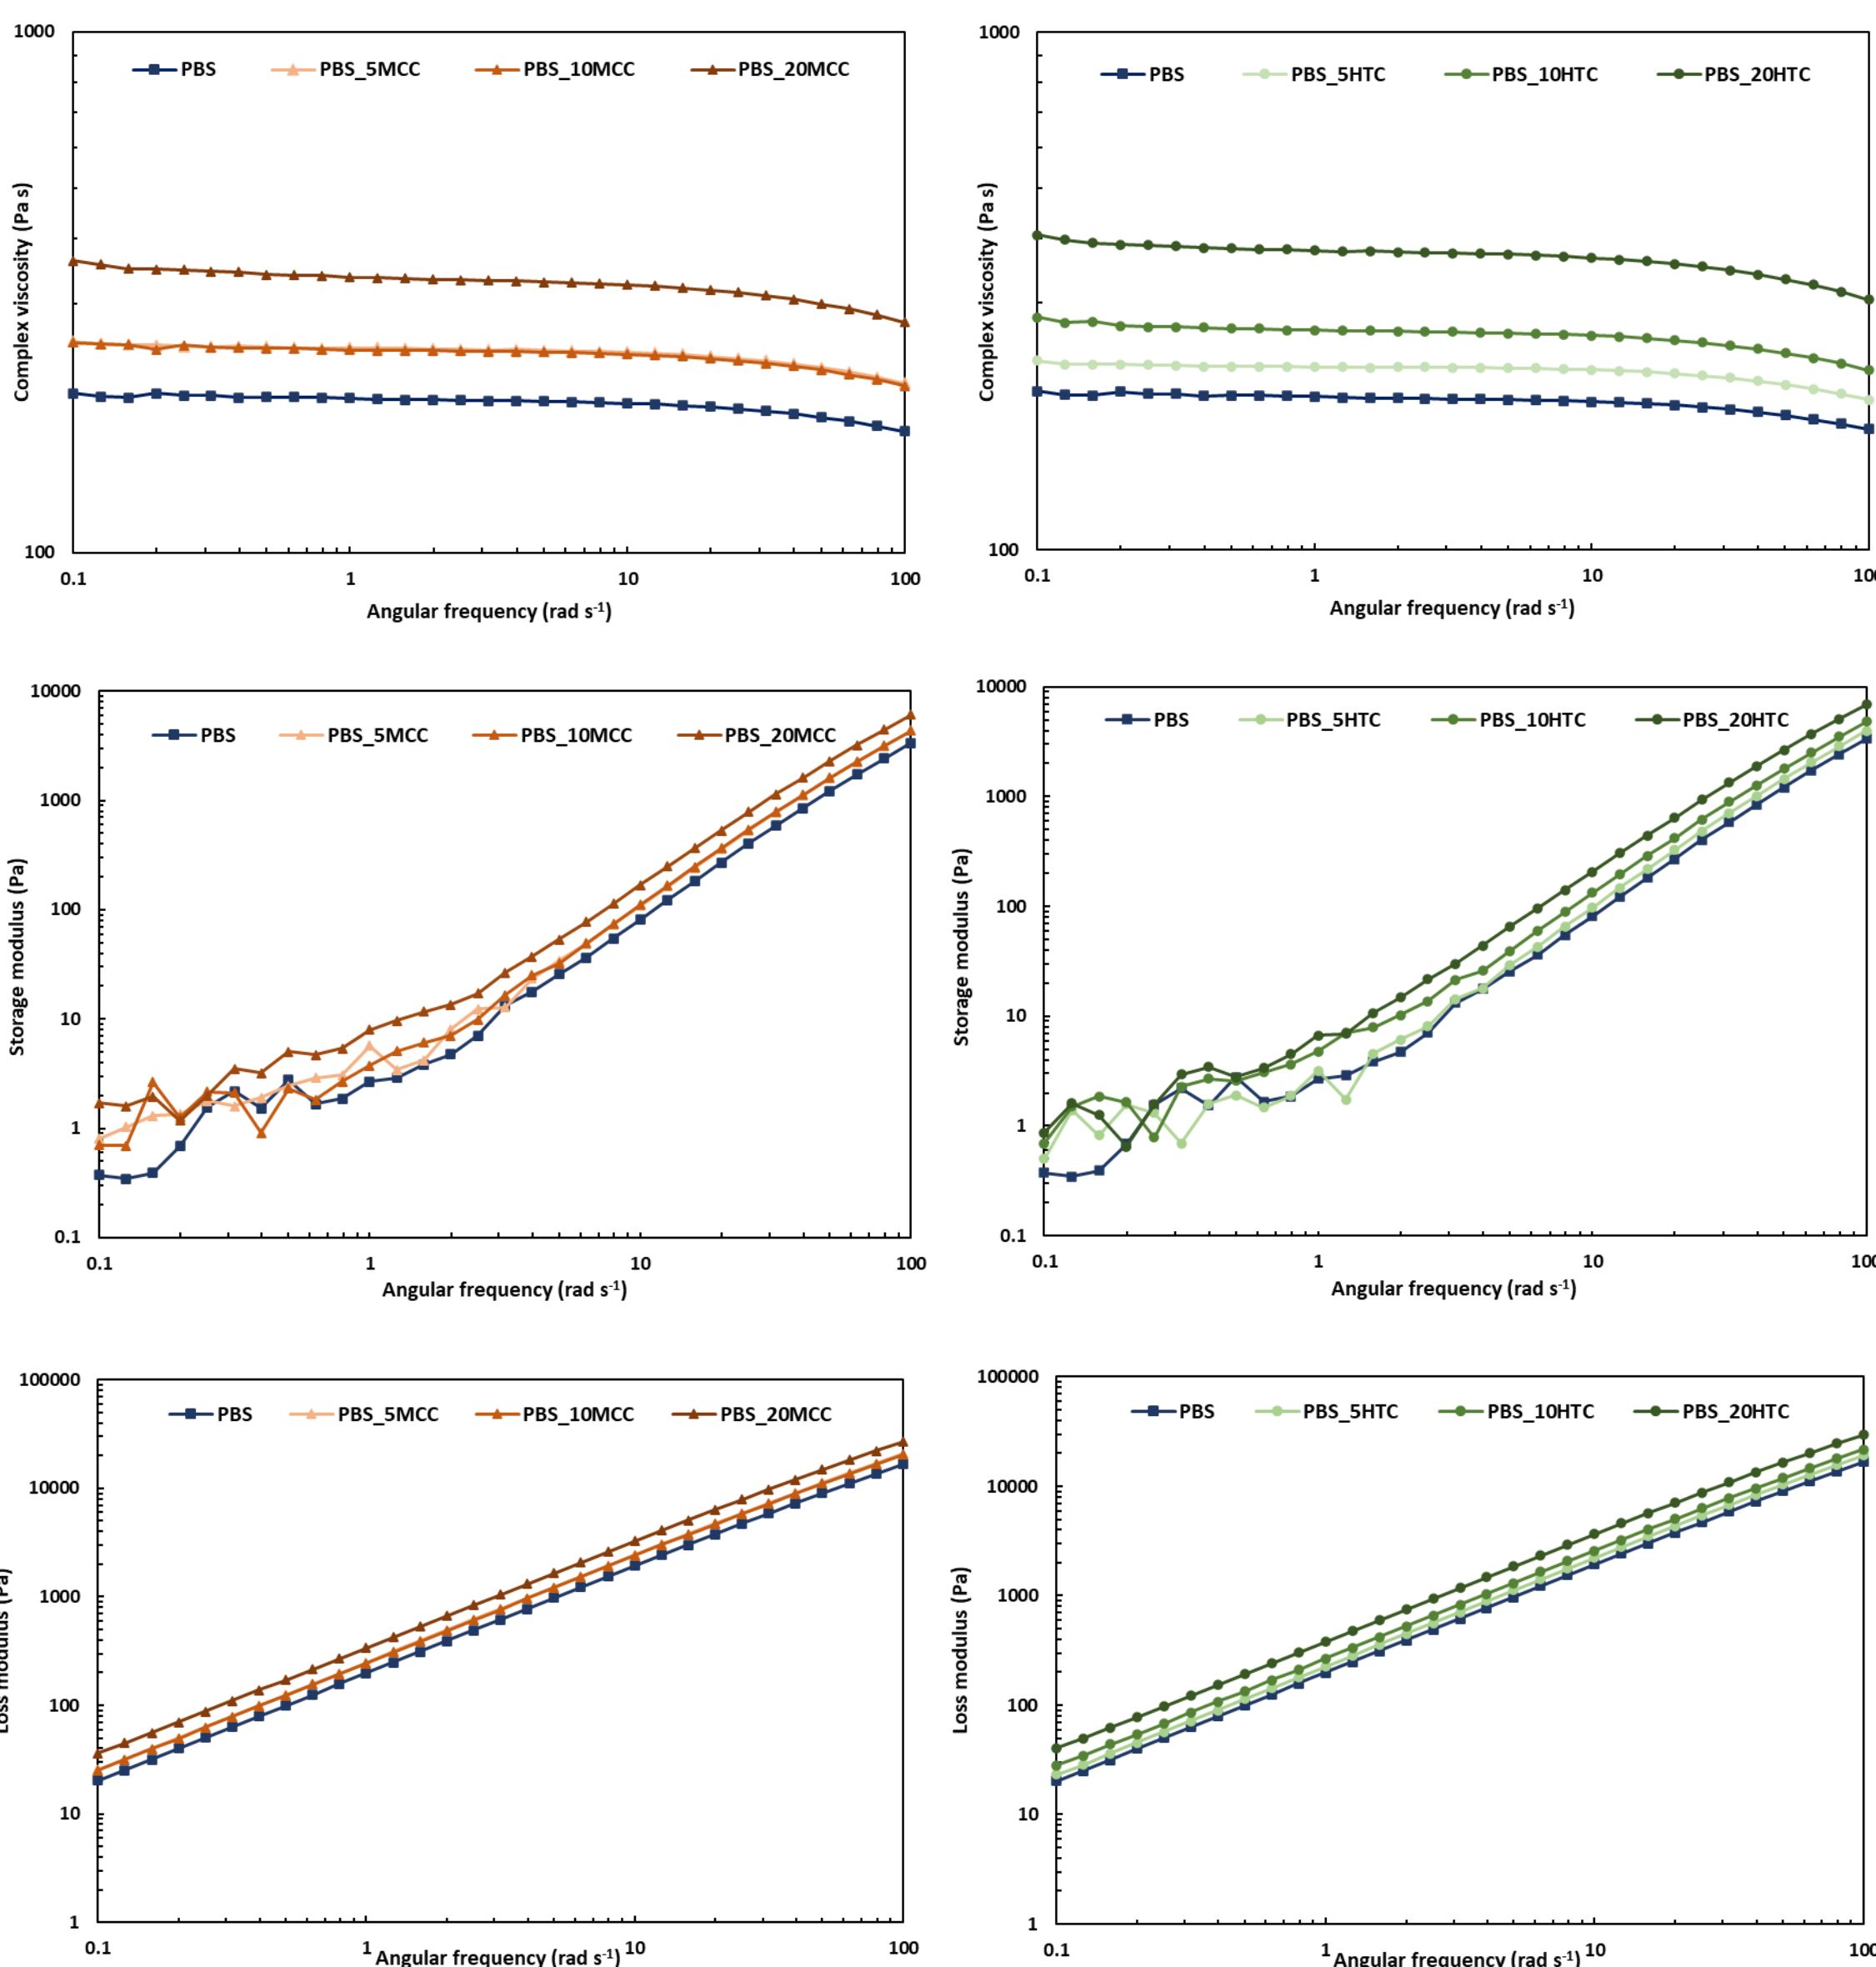 1000
PBS PBS_5MCC PBS_10MCC PBS_20MCC
Complex viscosity (Pa s)
100
0.1 1 10 100
Angular frequency (rad s⁻¹)
1000
PBS PBS_5HTC PBS_10HTC PBS_20HTC
Complex viscosity (Pa s)
100
0.1 1 10
Angular frequency (rad s⁻¹)
10000
PBS PBS_5MCC PBS_10MCC PBS_20MCC
1000
Storage modulus (Pa)
100
10
1
0.1
0.1 1 10 100
Angular frequency (rad s⁻¹)
10000
PBS PBS_5HTC PBS_10HTC PBS_20HTC
1000
Storage modulus (Pa)
100
10
1
0.1
0.1 1 10 100
Angular frequency (rad s⁻¹)
100000
PBS PBS_5MCC PBS_10MCC PBS_20MCC
10000
1000
Loss modulus (Pa)
100
10
1
0.1 1 10 100
Angular frequency (rad s⁻¹)
100000
PBS PBS_5HTC PBS_10HTC PBS_20HTC
10000
1000
Loss modulus (Pa)
100
10
1
0.1 1 10 100
Angular frequency (rad s⁻¹)